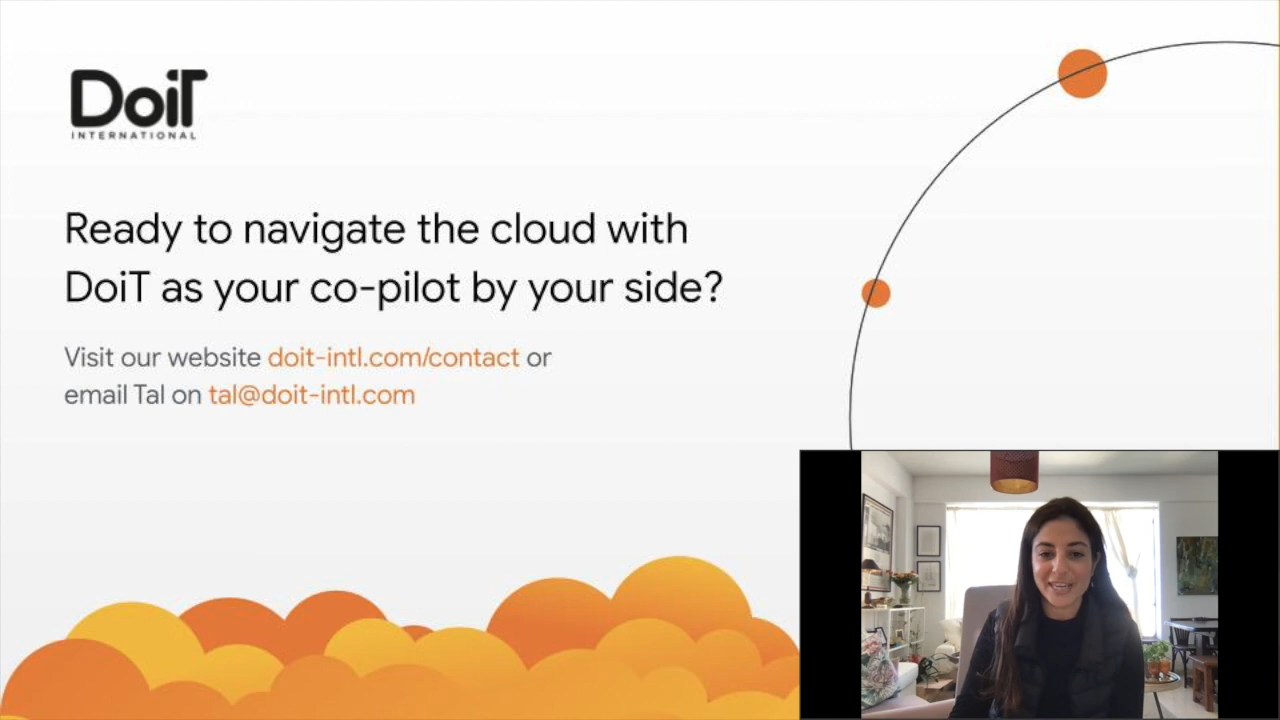 DoiT
INTERNATIONAL
Ready to navigate the cloud with
DoiT as your co-pilot by your side?
Visit our website doit-intl.com/contact or
email Tal on tal@doit-intl.com